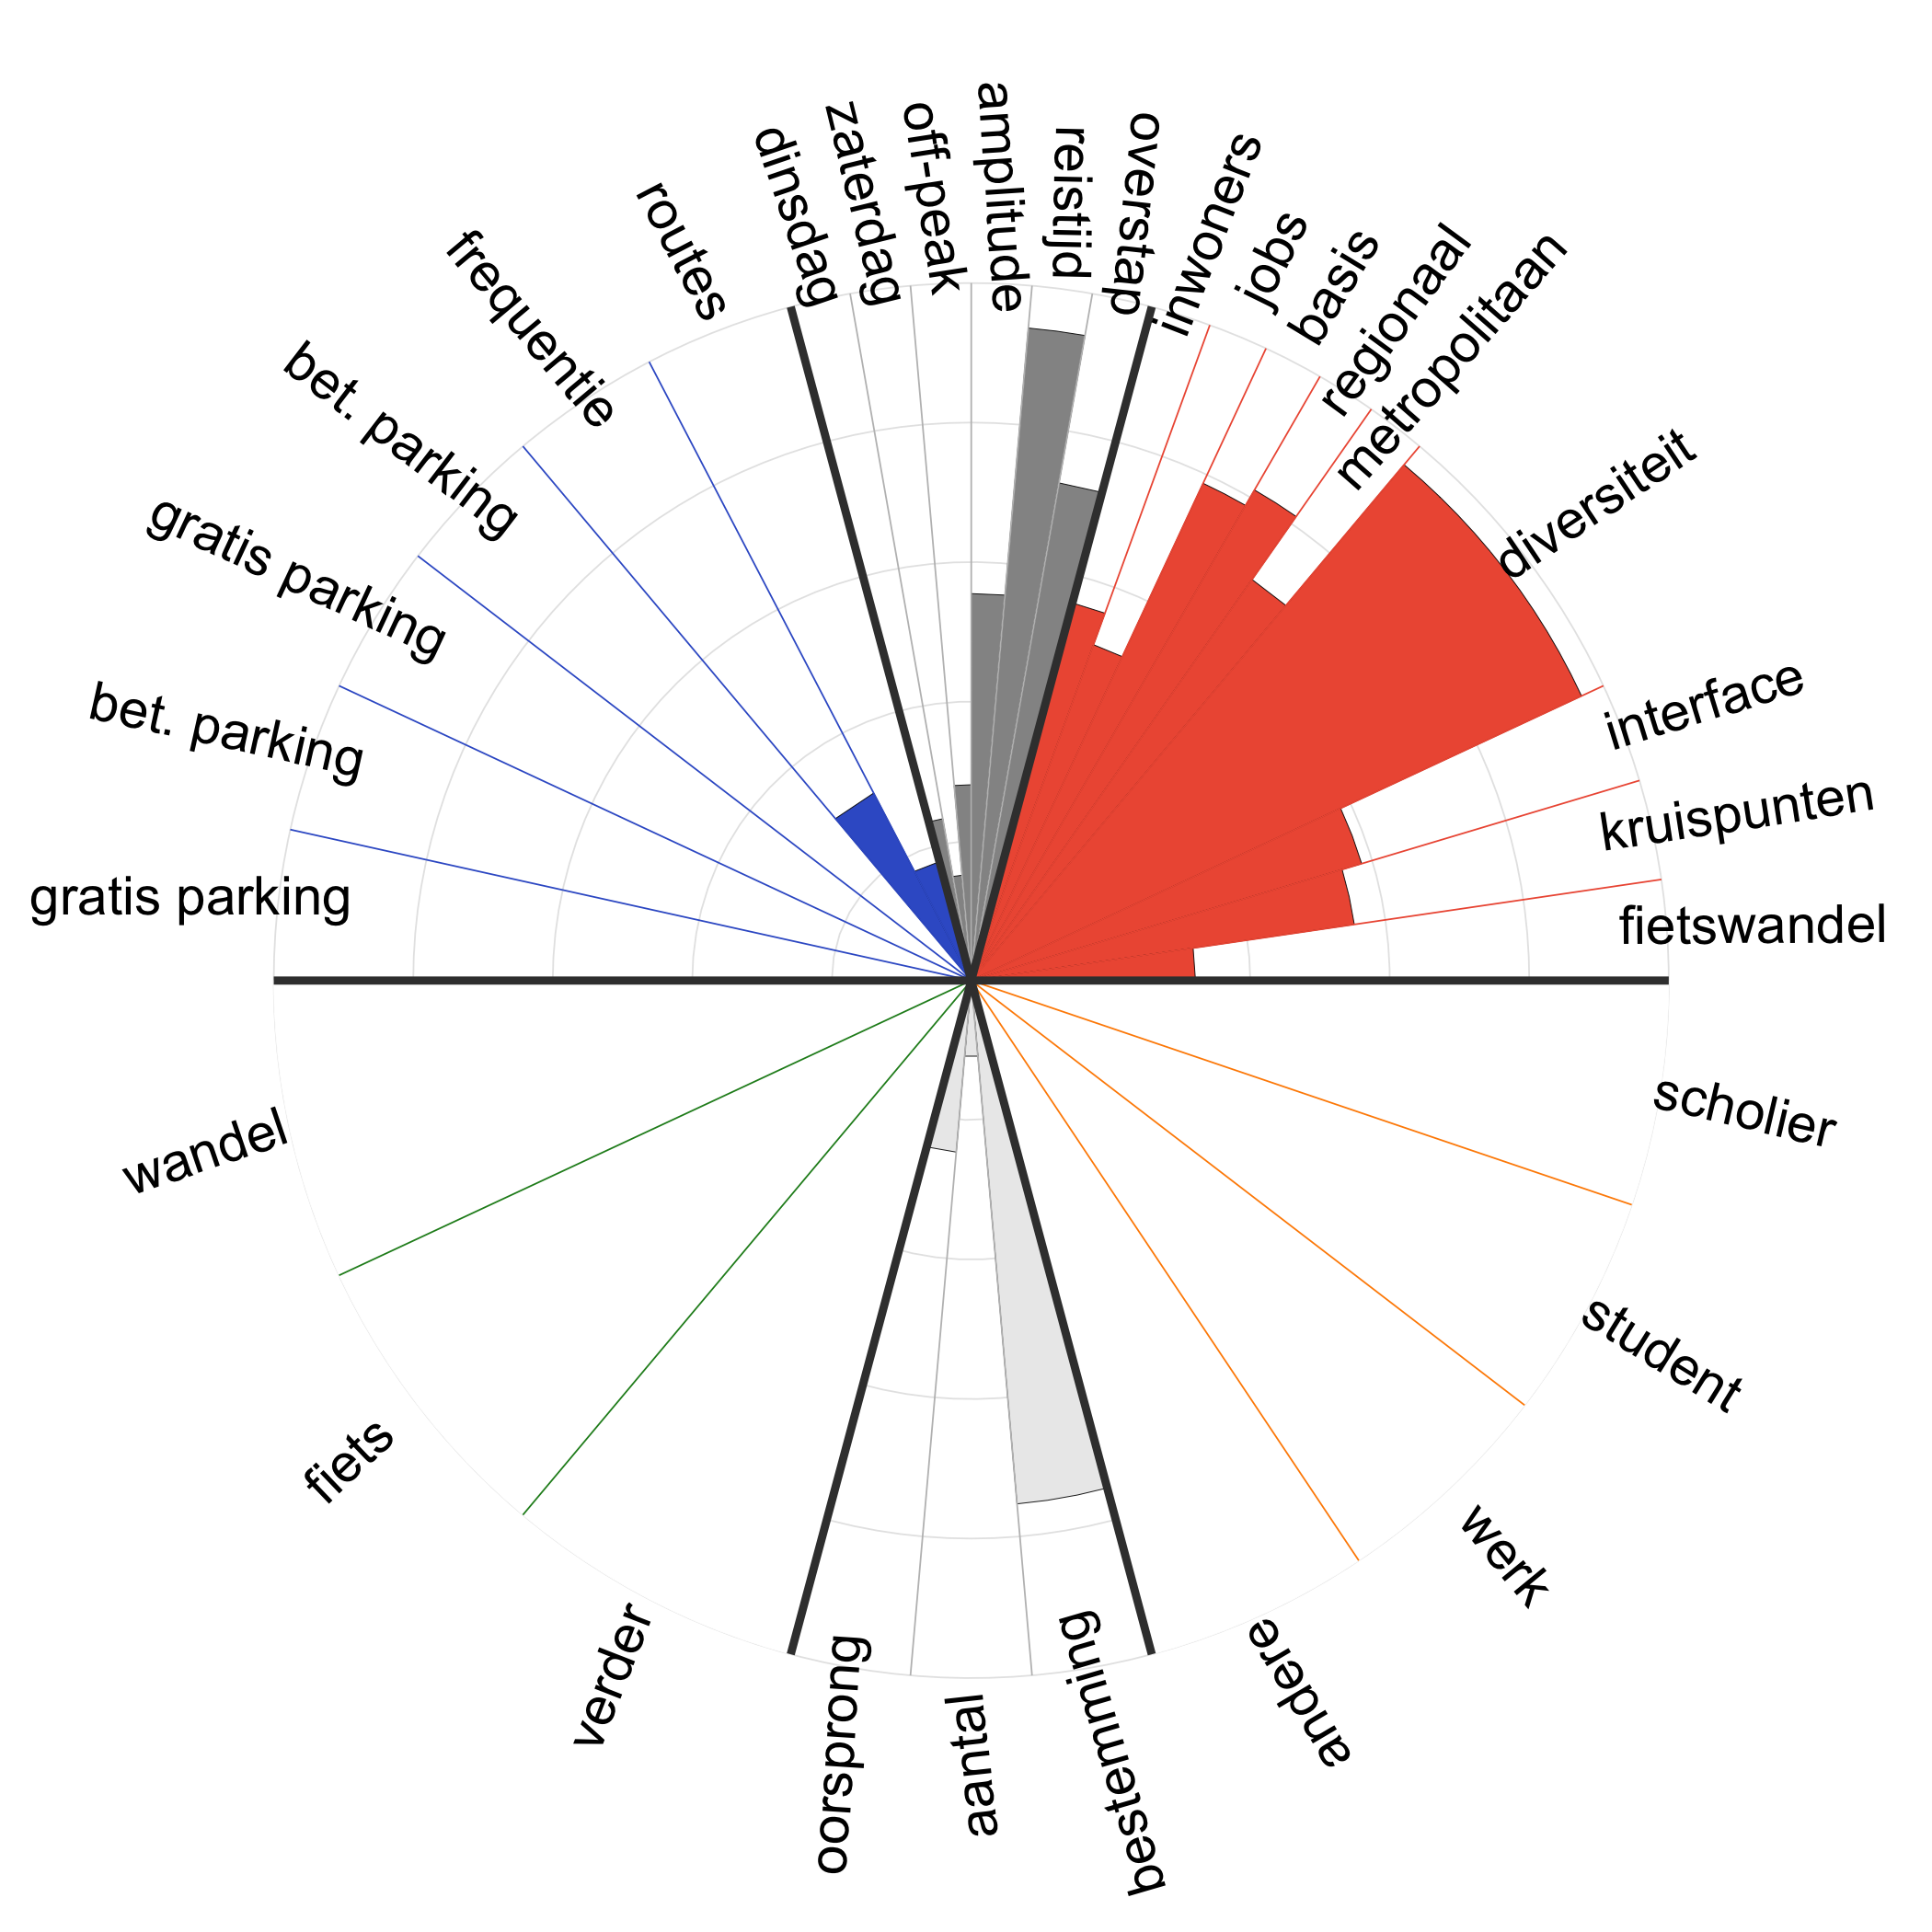 dinsdag
zaterdag
off-peak
amplitude
reistijd
overstap
inwoners
jobs
basis
regionaal
metropolitaan
diversiteit
interface
kruispunten
fietswandel
scholier
student
werk
andere
bestemming
aantal
oorsprong
verder
fiets
wandel
gratis parking
bet. parking
gratis parking
bet. parking
frequentie
routes